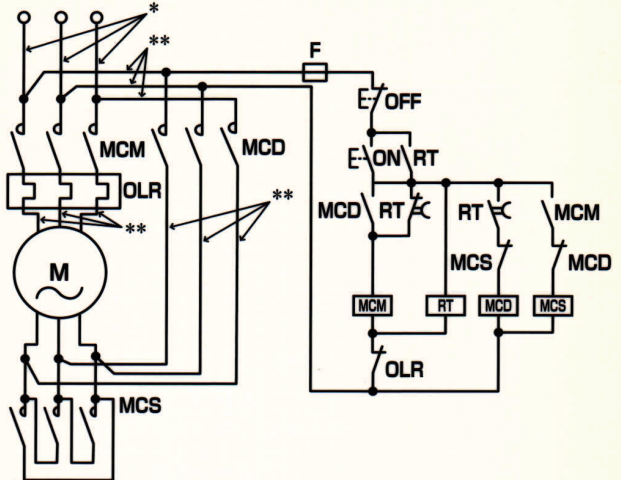 *
**
F
OFF
MCM
MCD
ON RT
OLR
MCD RT
RT
MCM
**
**
MCS
MCD
M
MCM
RT
MCD
MCS
OLR
MCS